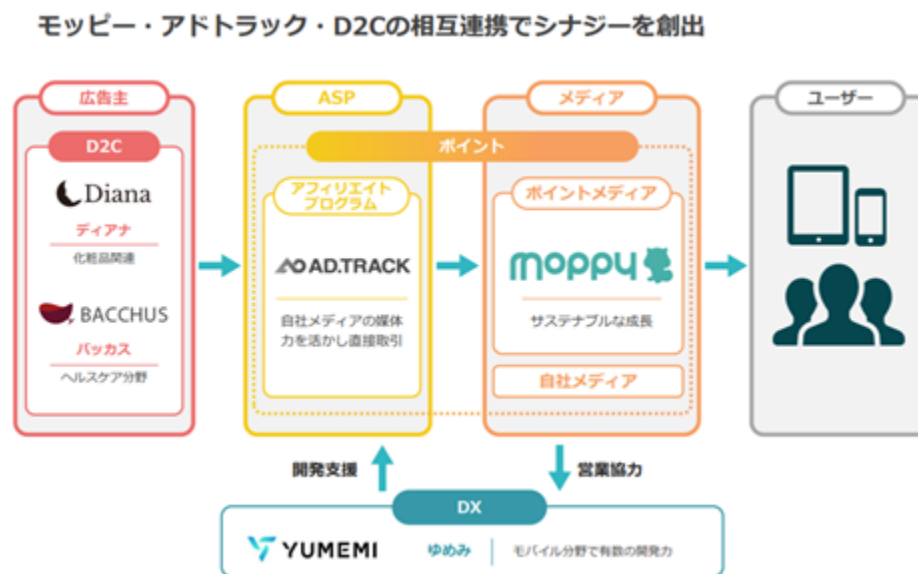 モッピー・アドトラック・D2Cの相互連携でシナジーを創出
広告主
D2C
Diana
ディアナ
化粧品関連
BACCHUS
バッカス
ヘルスケア分野
ASP
メディア
ポイント
アフィリエイト
プログラム
AD.TRACK
自社メディアの媒体
力を活かし直接取引
ポイントメディア
moppy
サステナブルな成長
自社メディア
ユーザー
開発支援
営業協力
DX
YUMEMI
ゆめみ
モバイル分野で有数の開発力